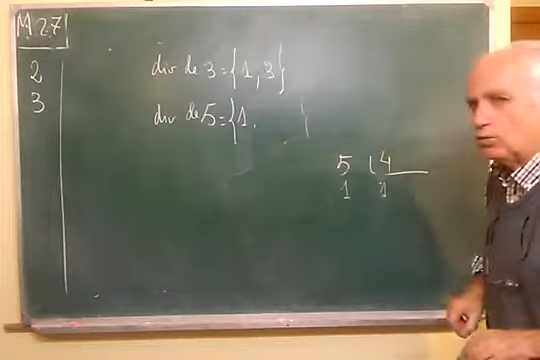 M.27
2
3
div de 3 = {1, 3}
div de 5 = {1,      }
5 4
1 1